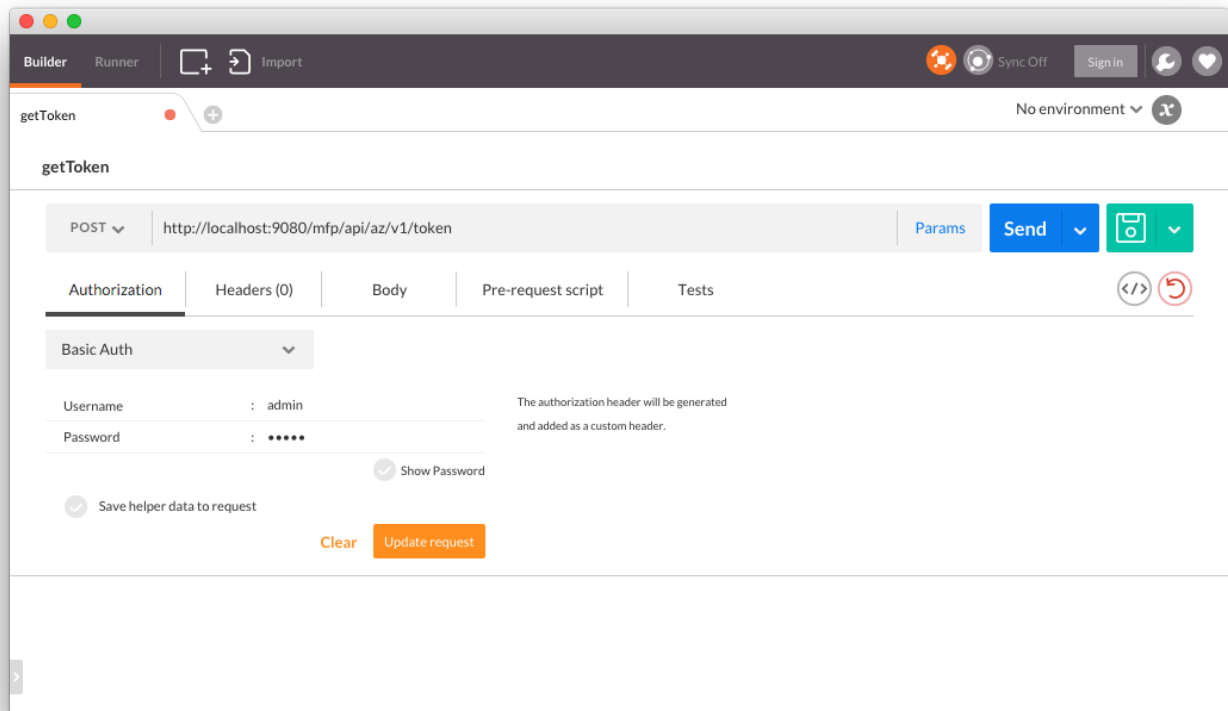 Builder Runner Import Sync Off Sign in
getToken No environment x
getToken
POST http://localhost:9080/mfp/api/az/v1/token Params Send
Authorization Headers (0) Body Pre-request script Tests </>
Basic Auth
Username : admin The authorization header will be generated
Password : ••••• and added as a custom header.
Show Password
Save helper data to request
Clear Update request